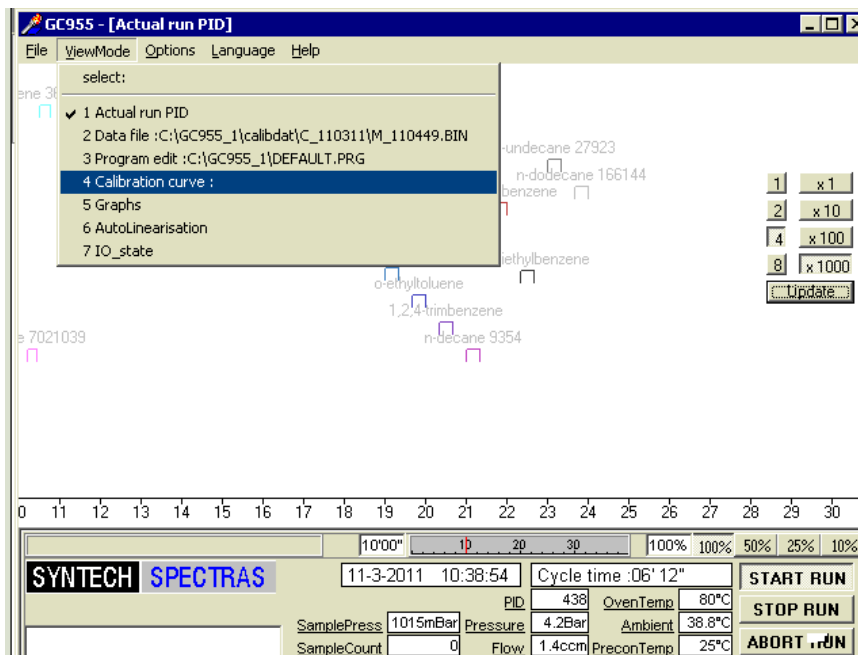 GC955 - [Actual run PID]
File ViewMode Options Language Help
select:
1 Actual run PID
2 Data file :C:\GC955_1\calibdat\C_110311\M_110449.BIN
3 Program edit :C:\GC955_1\DEFAULT.PRG
4 Calibration curve :
5 Graphs
6 AutoLinearisation
7 IO_state
ene 36
-undecane 27923
n-dodecane 166144
benzene
ethylbenzene
o-ethyltoluene
1,2,4-trimbenzene
e 7021039
n-decane 9354
1 x 1
2 x 10
4 x 100
8 x 1000
Update
0 11 12 13 14 15 16 17 18 19 20 21 22 23 24 25 26 27 28 29 30
10'00" 10 20 30 100% 100% 50% 25% 10%
SYNTECH SPECTRAS 11-3-2011 10:38:54 Cycle time :06' 12" START RUN
PID 438 OvenTemp 80°C STOP RUN
SamplePress 1015mBar Pressure 4.2Bar Ambient 38.8°C
SampleCount 0 Flow 1.4ccm PreconTemp 25°C ABORT RUN